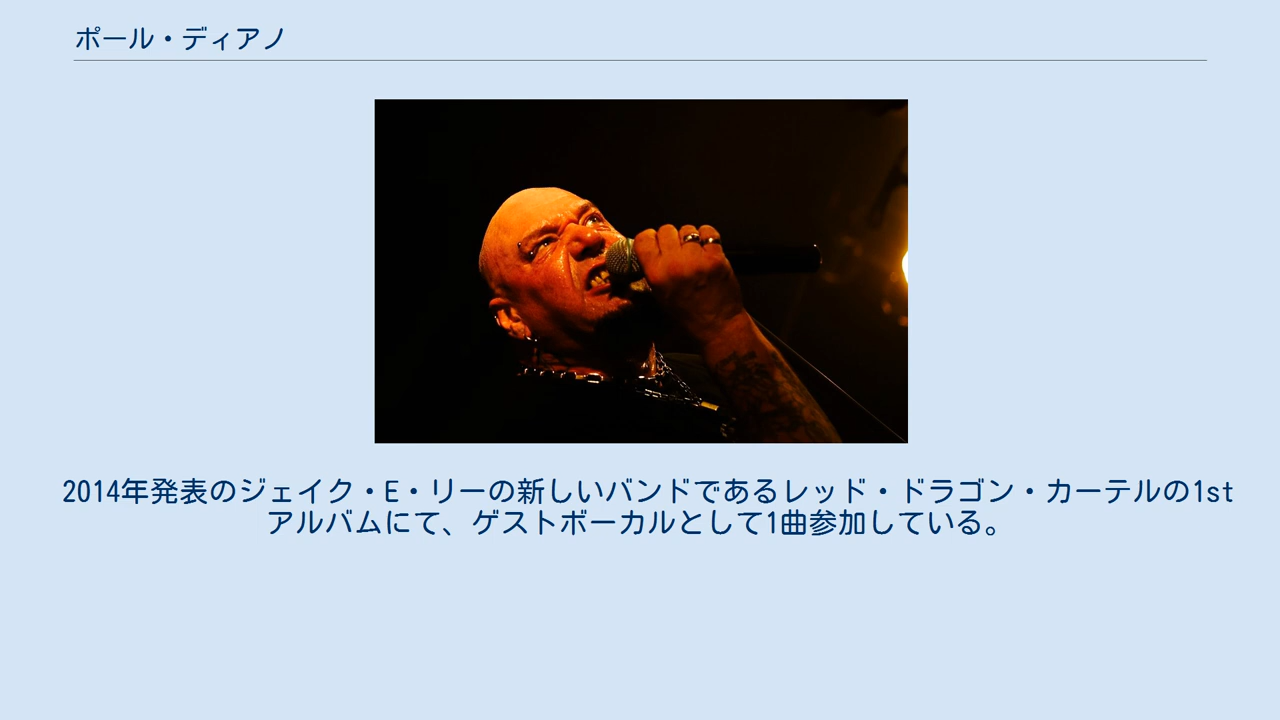 ポール・ディアノ
2014年発表のジェイク・E・リーの新しいバンドであるレッド・ドラゴン・カーテルの1st
アルバムにて、ゲストボーカルとして1曲参加している。